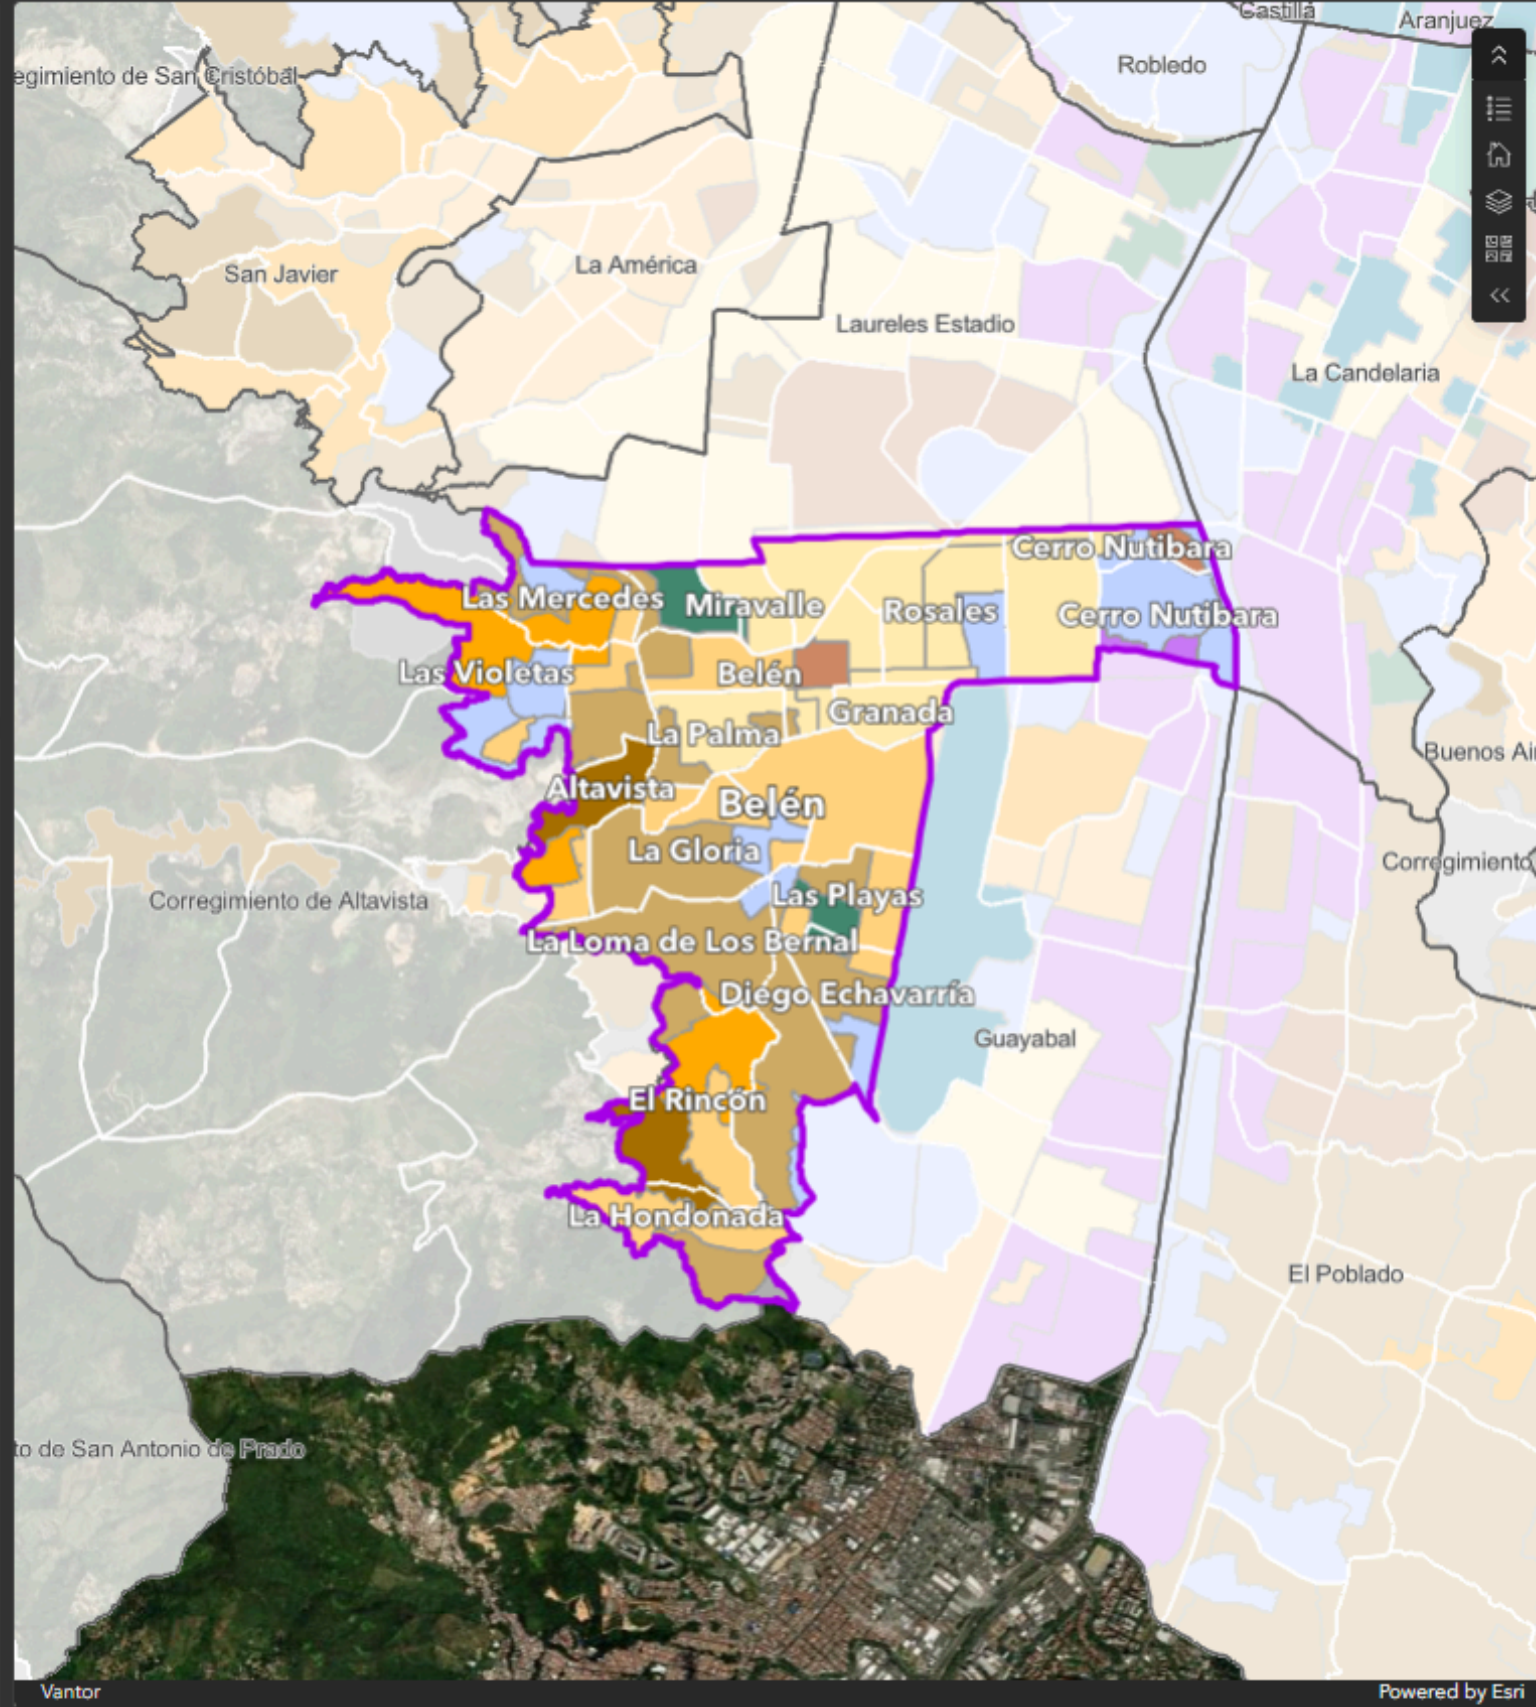 Castilla
Aranjuez
Robledo
egimiento de San Cristóbal
San Javier
La América
Laureles Estadio
La Candelaria
Cerro Nutibara
Las Mercedes
Miravalle
Rosales
Cerro Nutibara
Las Violetas
Belén
Granada
La Palma
Buenos Ai
Altavista
Belén
La Gloria
Corregimiento
Las Playas
Corregimiento de Altavista
La Loma de Los Bernal
Diego Echavarría
Guayabal
El Rincón
La Hondonada
El Poblado
to de San Antonio de Prado
Vantor
Powered by Esri